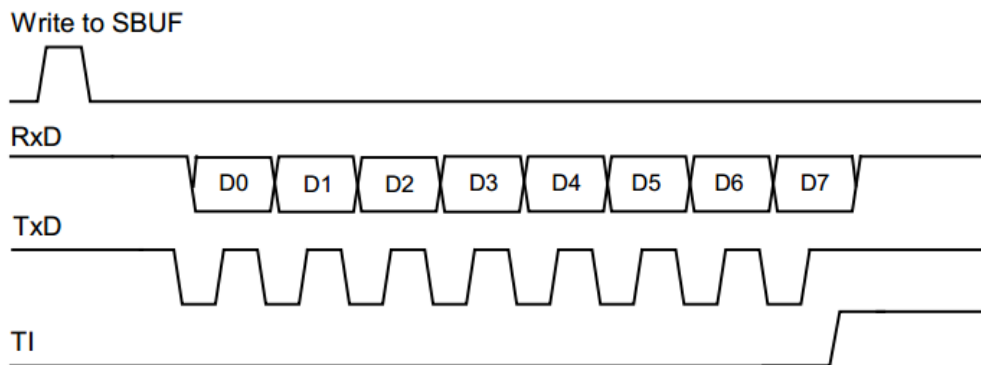 Write to SBUF
RxD
D0 D1 D2 D3 D4 D5 D6 D7
TxD
TI